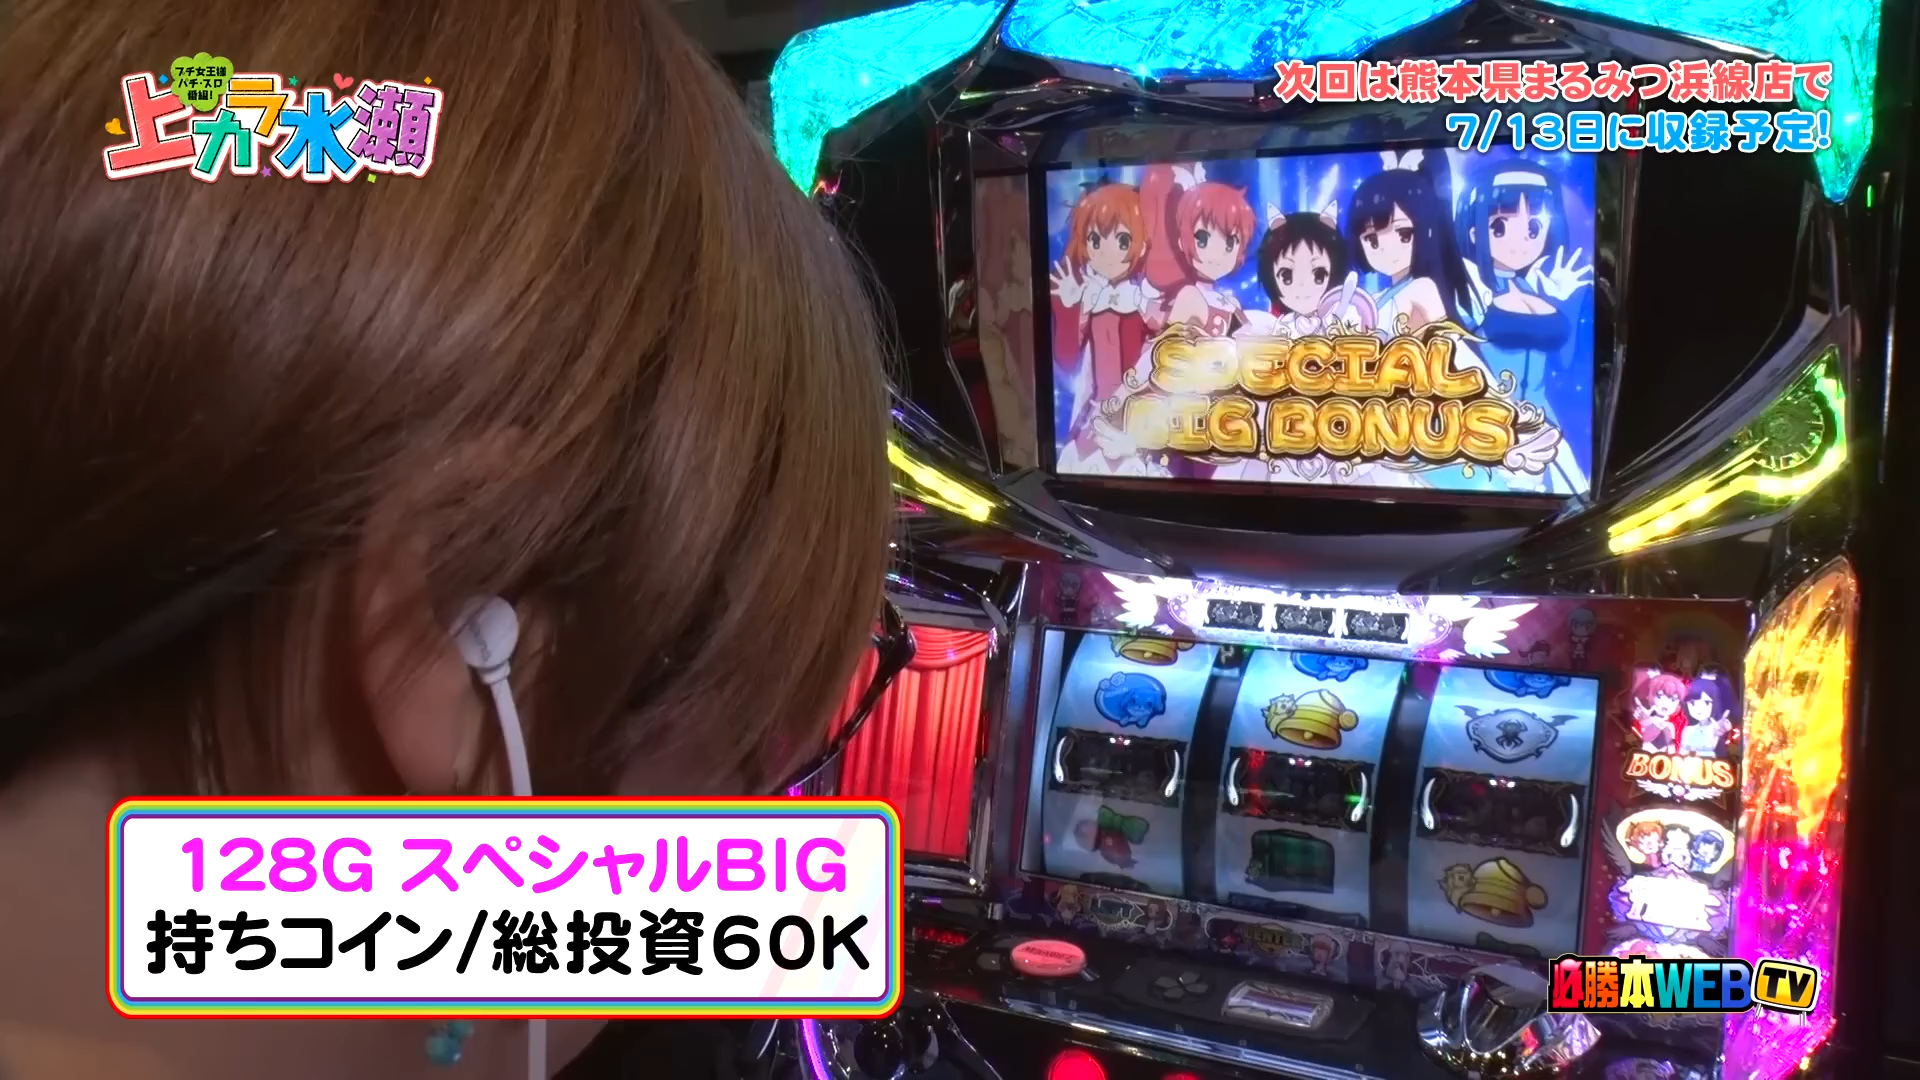 プチ女王様
パチ・スロ
番組!
上カラ水瀬
次回は熊本県まるみつ浜線店で
7/13日に収録予定!
SPECIAL
BIG BONUS
BONUS
128G スペシャルBIG
持ちコイン/総投資60K
必勝本WEBTV